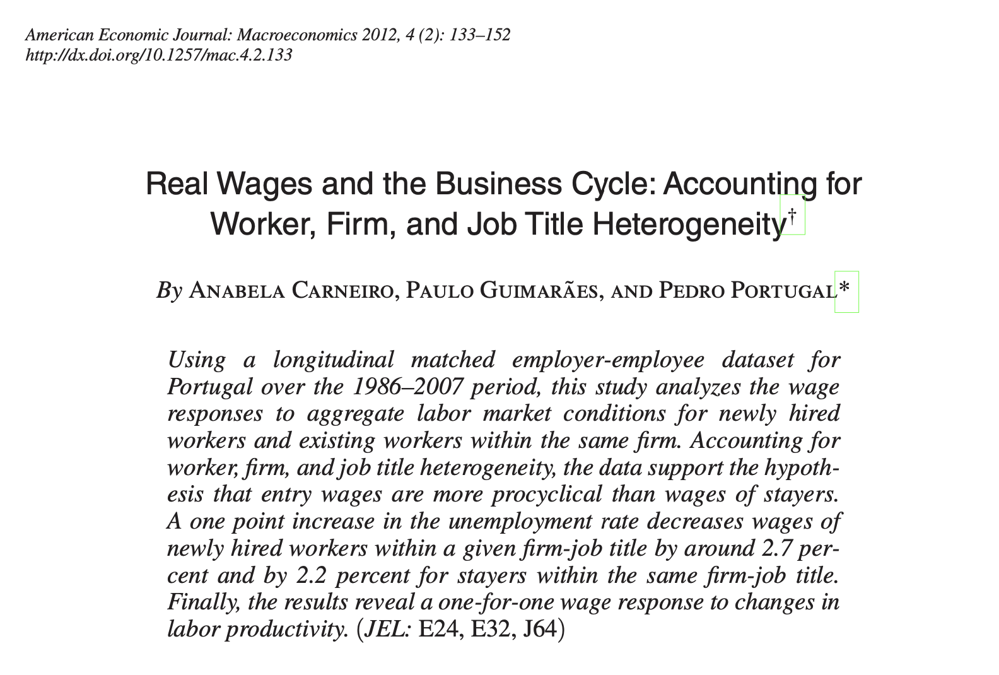 American Economic Journal: Macroeconomics 2012, 4 (2): 133–152
http://dx.doi.org/10.1257/mac.4.2.133
Real Wages and the Business Cycle: Accounting for
Worker, Firm, and Job Title Heterogeneity†
By Anabela Carneiro, Paulo Guimarães, and Pedro Portugal*
Using a longitudinal matched employer-employee dataset for
Portugal over the 1986–2007 period, this study analyzes the wage
responses to aggregate labor market conditions for newly hired
workers and existing workers within the same firm. Accounting for
worker, firm, and job title heterogeneity, the data support the hypoth-
esis that entry wages are more procyclical than wages of stayers.
A one point increase in the unemployment rate decreases wages of
newly hired workers within a given firm-job title by around 2.7 per-
cent and by 2.2 percent for stayers within the same firm-job title.
Finally, the results reveal a one-for-one wage response to changes in
labor productivity. (JEL: E24, E32, J64)